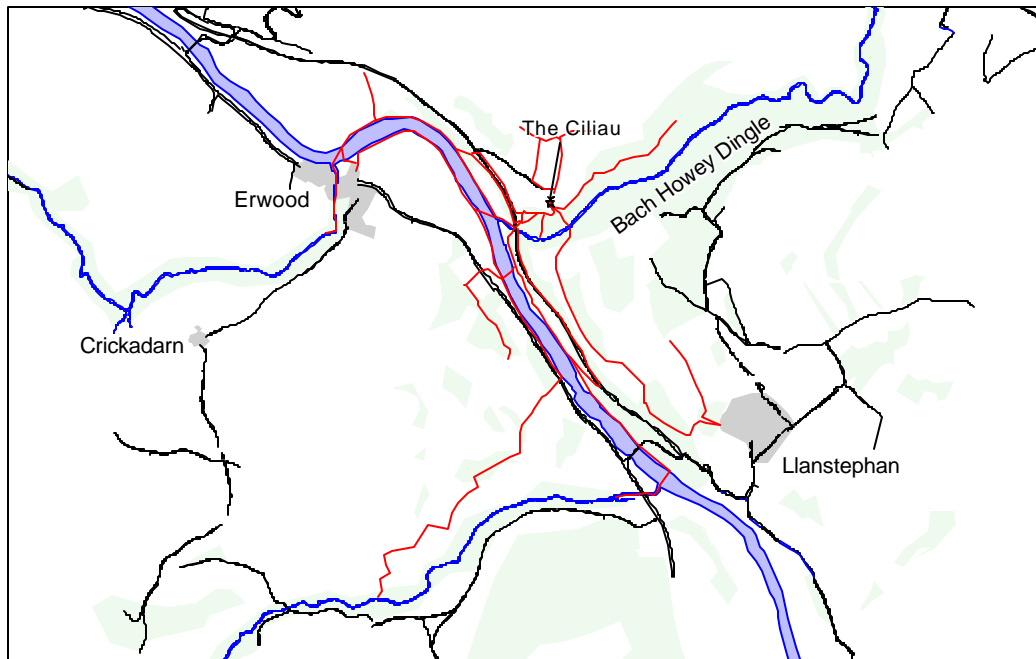 The Ciliau
Bach Howey Dingle
Erwood
Crickadarn
Llanstephan